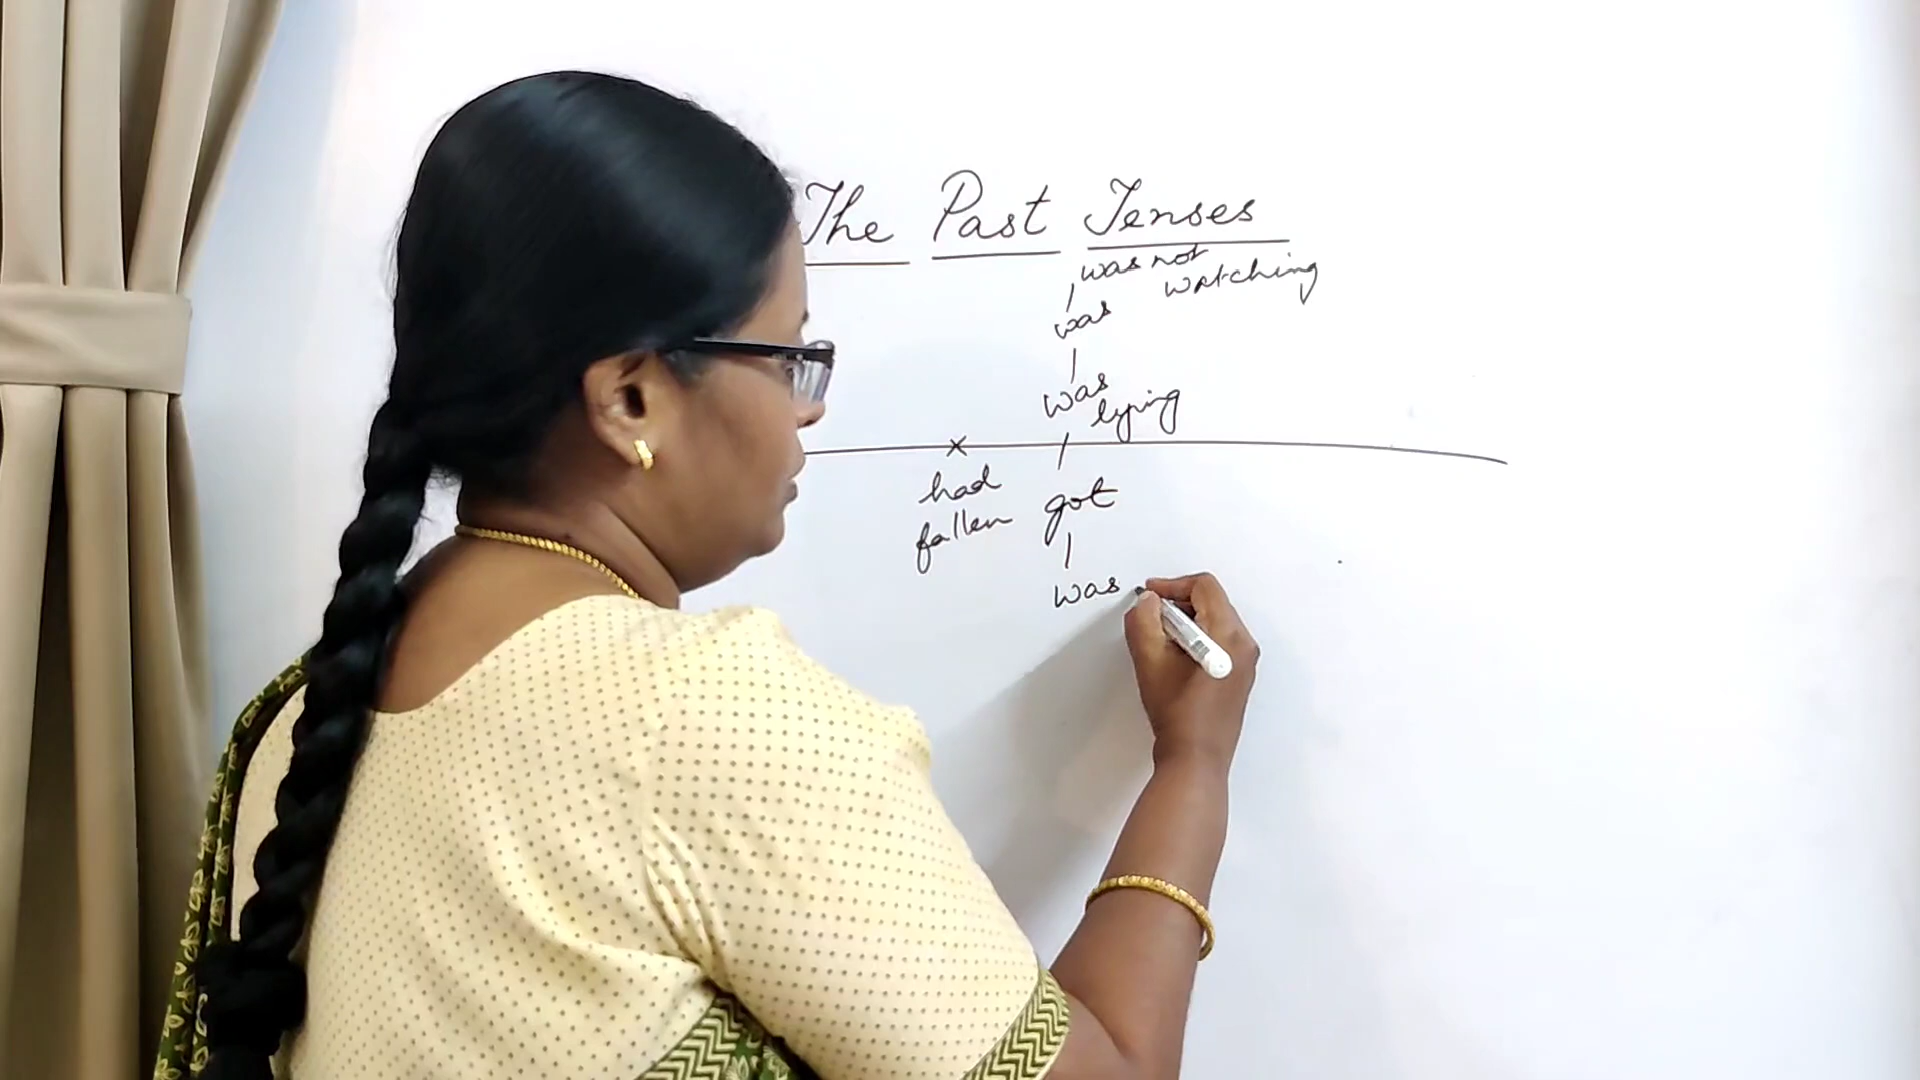 The Past Tenses
was not
watching
was
was
lying
had
fallen
got
was